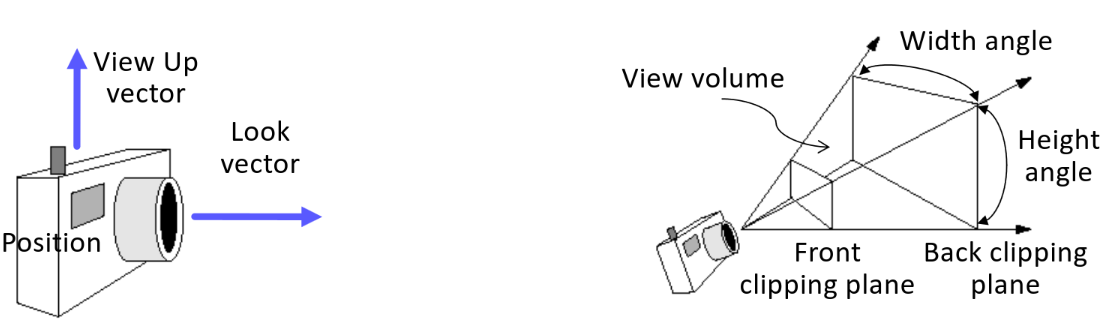 View Up
vector
Look
vector
Position
Width angle
View volume
Height
angle
Front
clipping plane
Back clipping
plane